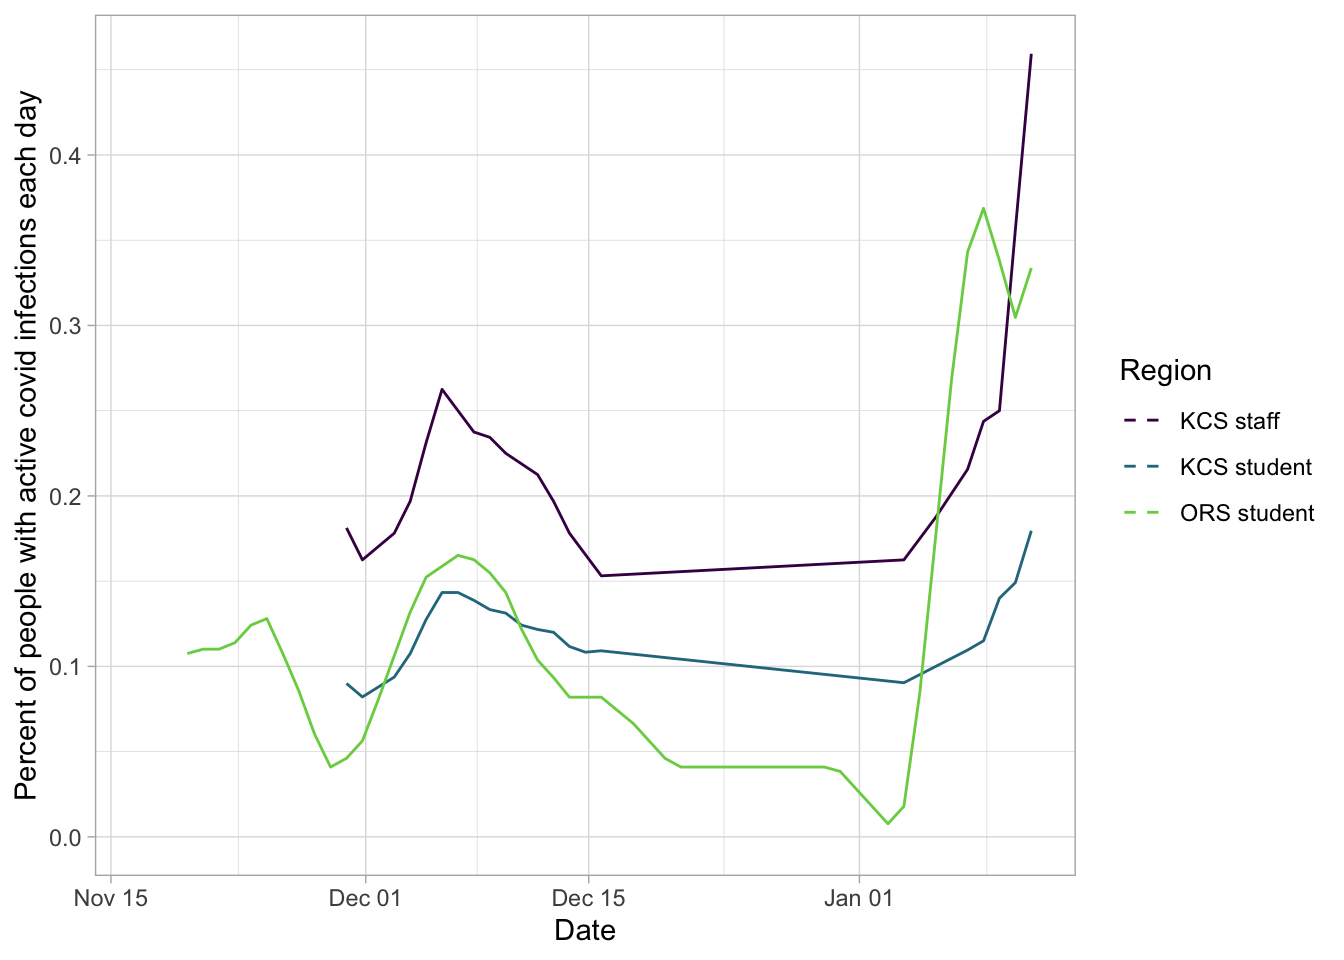 Percent of people with active covid infections each day
0.4
0.3
0.2
0.1
0.0
Nov 15
Dec 01
Dec 15
Jan 01
Date
Region
KCS staff
KCS student
ORS student